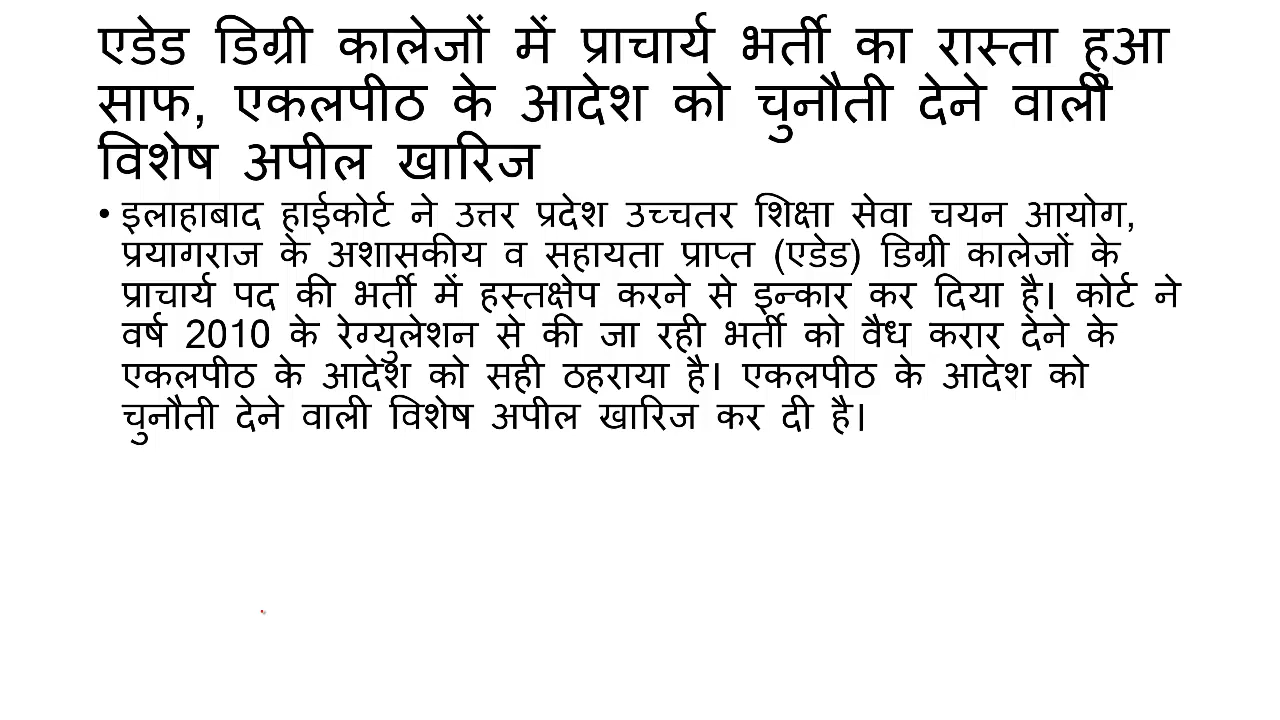 एडेड डिग्री कालेजों में प्राचार्य भर्ती का रास्ता हुआ
साफ, एकलपीठ के आदेश को चुनौती देने वाली
विशेष अपील खारिज
• इलाहाबाद हाईकोर्ट ने उत्तर प्रदेश उच्चतर शिक्षा सेवा चयन आयोग,
प्रयागराज के अशासकीय व सहायता प्राप्त (एडेड) डिग्री कालेजों के
प्राचार्य पद की भर्ती में हस्तक्षेप करने से इन्कार कर दिया है। कोर्ट ने
वर्ष 2010 के रेग्युलेशन से की जा रही भर्ती को वैध करार देने के
एकलपीठ के आदेश को सही ठहराया है। एकलपीठ के आदेश को
चुनौती देने वाली विशेष अपील खारिज कर दी है।